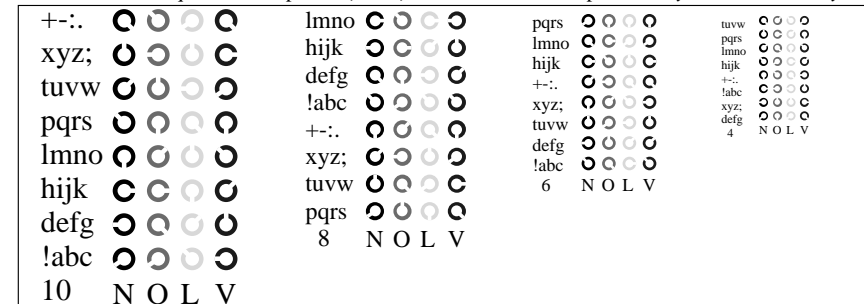 +-:.
xyz;
tuvw
pqrs
lmno
hijk
defg
!abc
10 N O L V
lmno
hijk
defg
!abc
+-:.
xyz;
tuvw
pqrs
8 N O L V
pqrs
lmno
hijk
+-:.
xyz;
tuvw
defg
!abc
6 N O L V
tuvw
pqrs
lmno
hijk
+-:.
!abc
xyz;
defg
4 N O L V